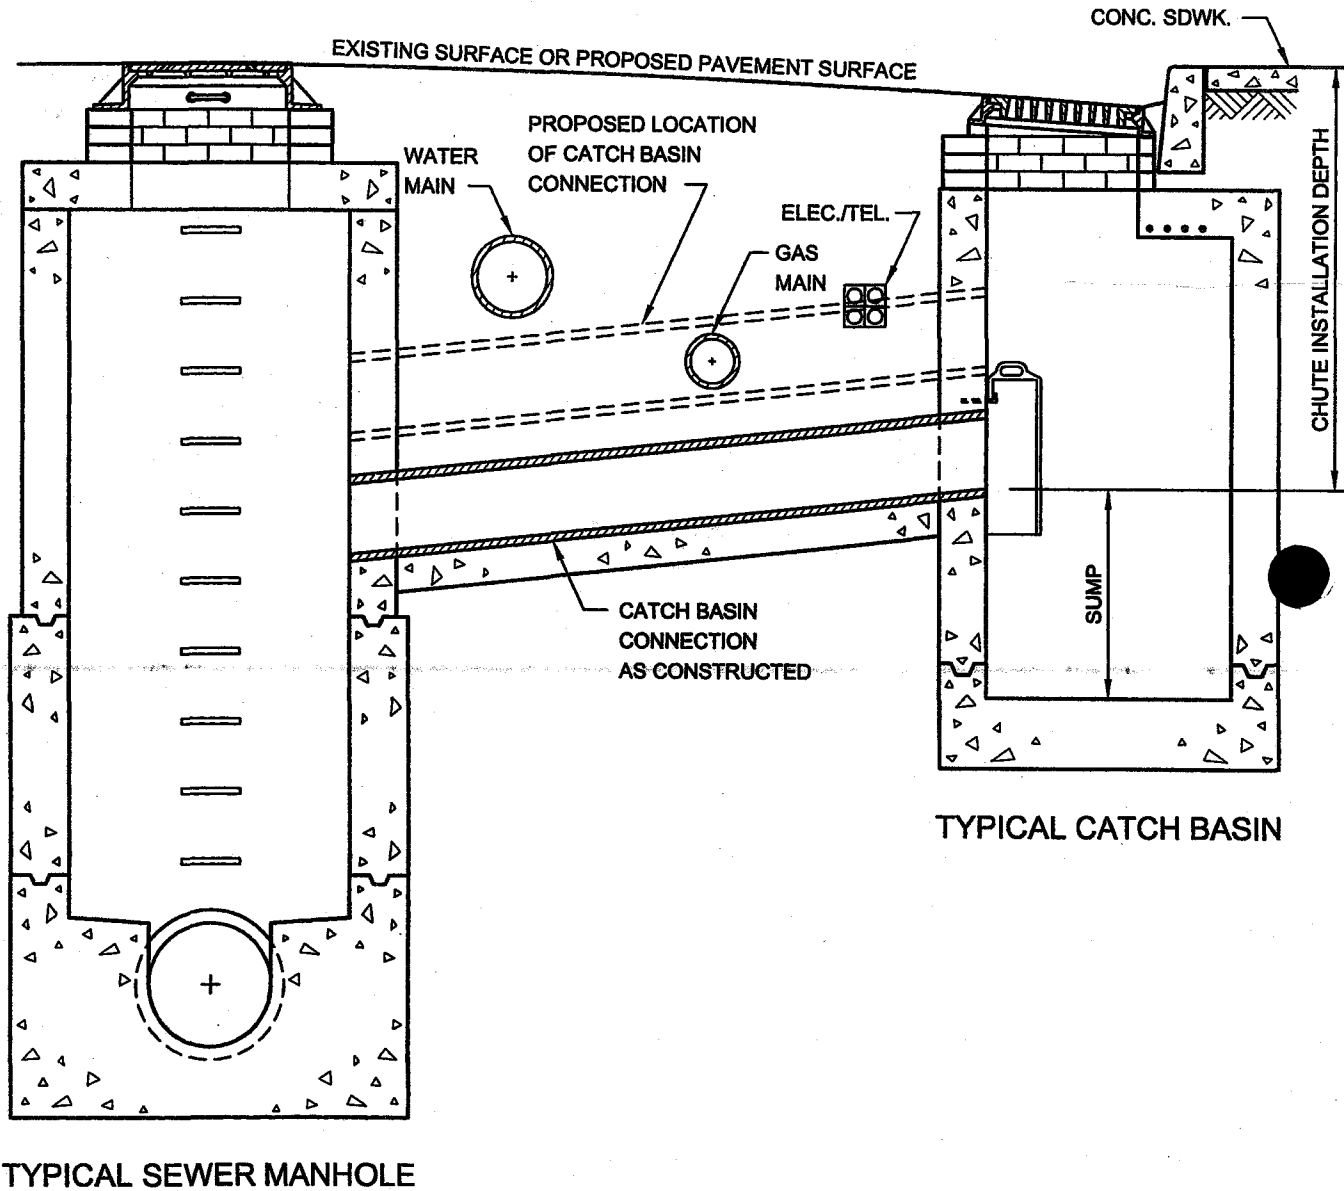 CONC. SDWK.
EXISTING SURFACE OR PROPOSED PAVEMENT SURFACE
PROPOSED LOCATION
OF CATCH BASIN
CONNECTION
WATER
MAIN
ELEC./TEL.
GAS
MAIN
CHUTE INSTALLATION DEPTH
SUMP
CATCH BASIN
CONNECTION
AS CONSTRUCTED
TYPICAL CATCH BASIN
TYPICAL SEWER MANHOLE